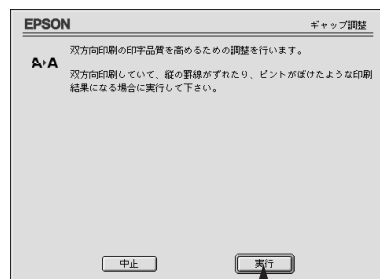 EPSON
ギャップ調整
双方向印刷の印字品質を高めるための調整を行います。
A›A
双方向印刷していて、縦の罫線がずれたり、ピントがぼけたような印刷
結果になる場合に実行して下さい。
中止
実行